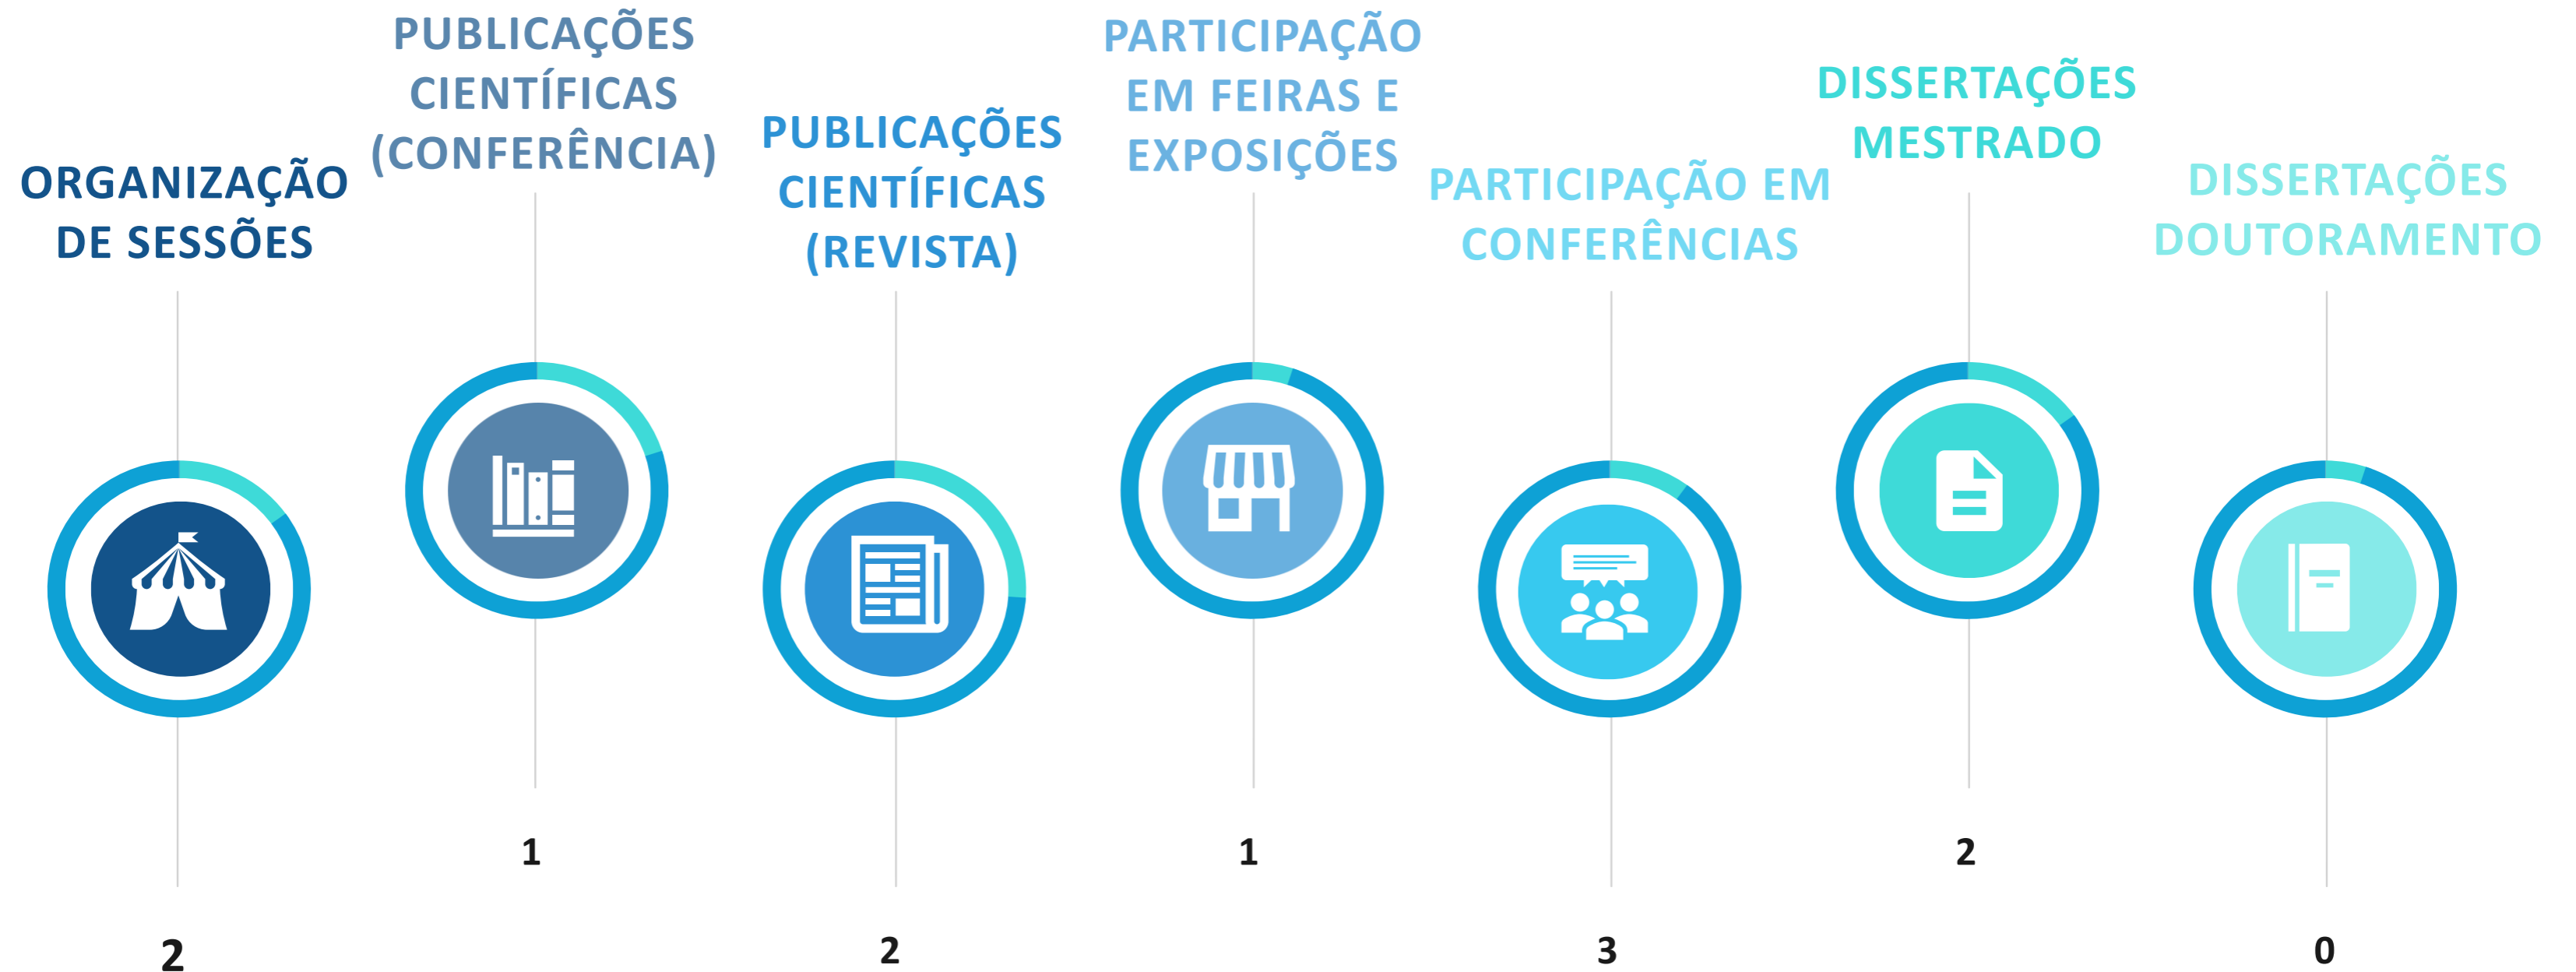 ORGANIZAÇÃO
DE SESSÕES
2
PUBLICAÇÕES
CIENTÍFICAS
(CONFERÊNCIA)
1
PUBLICAÇÕES
CIENTÍFICAS
(REVISTA)
2
PARTICIPAÇÃO
EM FEIRAS E
EXPOSIÇÕES
1
PARTICIPAÇÃO EM
CONFERÊNCIAS
3
DISSERTAÇÕES
MESTRADO
2
DISSERTAÇÕES
DOUTORAMENTO
0